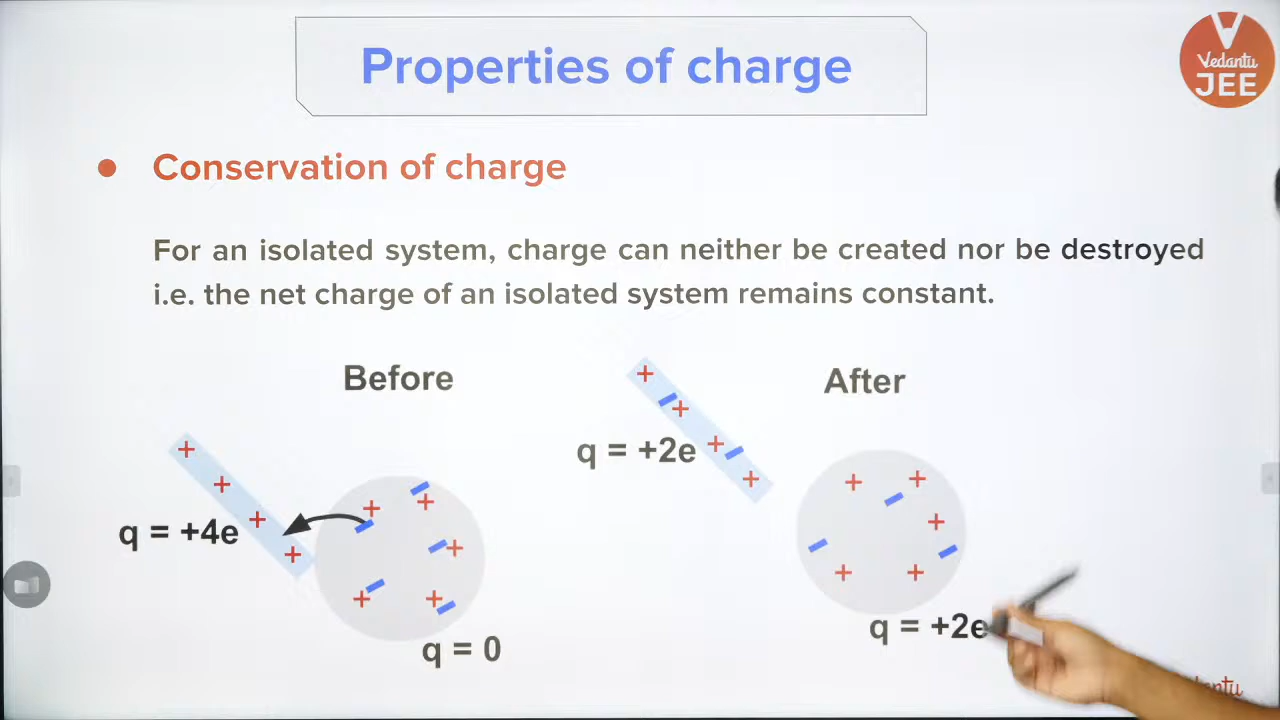 Properties of charge
Vedantu
JEE
Conservation of charge
For an isolated system, charge can neither be created nor be destroyed
i.e. the net charge of an isolated system remains constant.
Before
After
q = +4e
q = 0
q = +2e
q = +2e